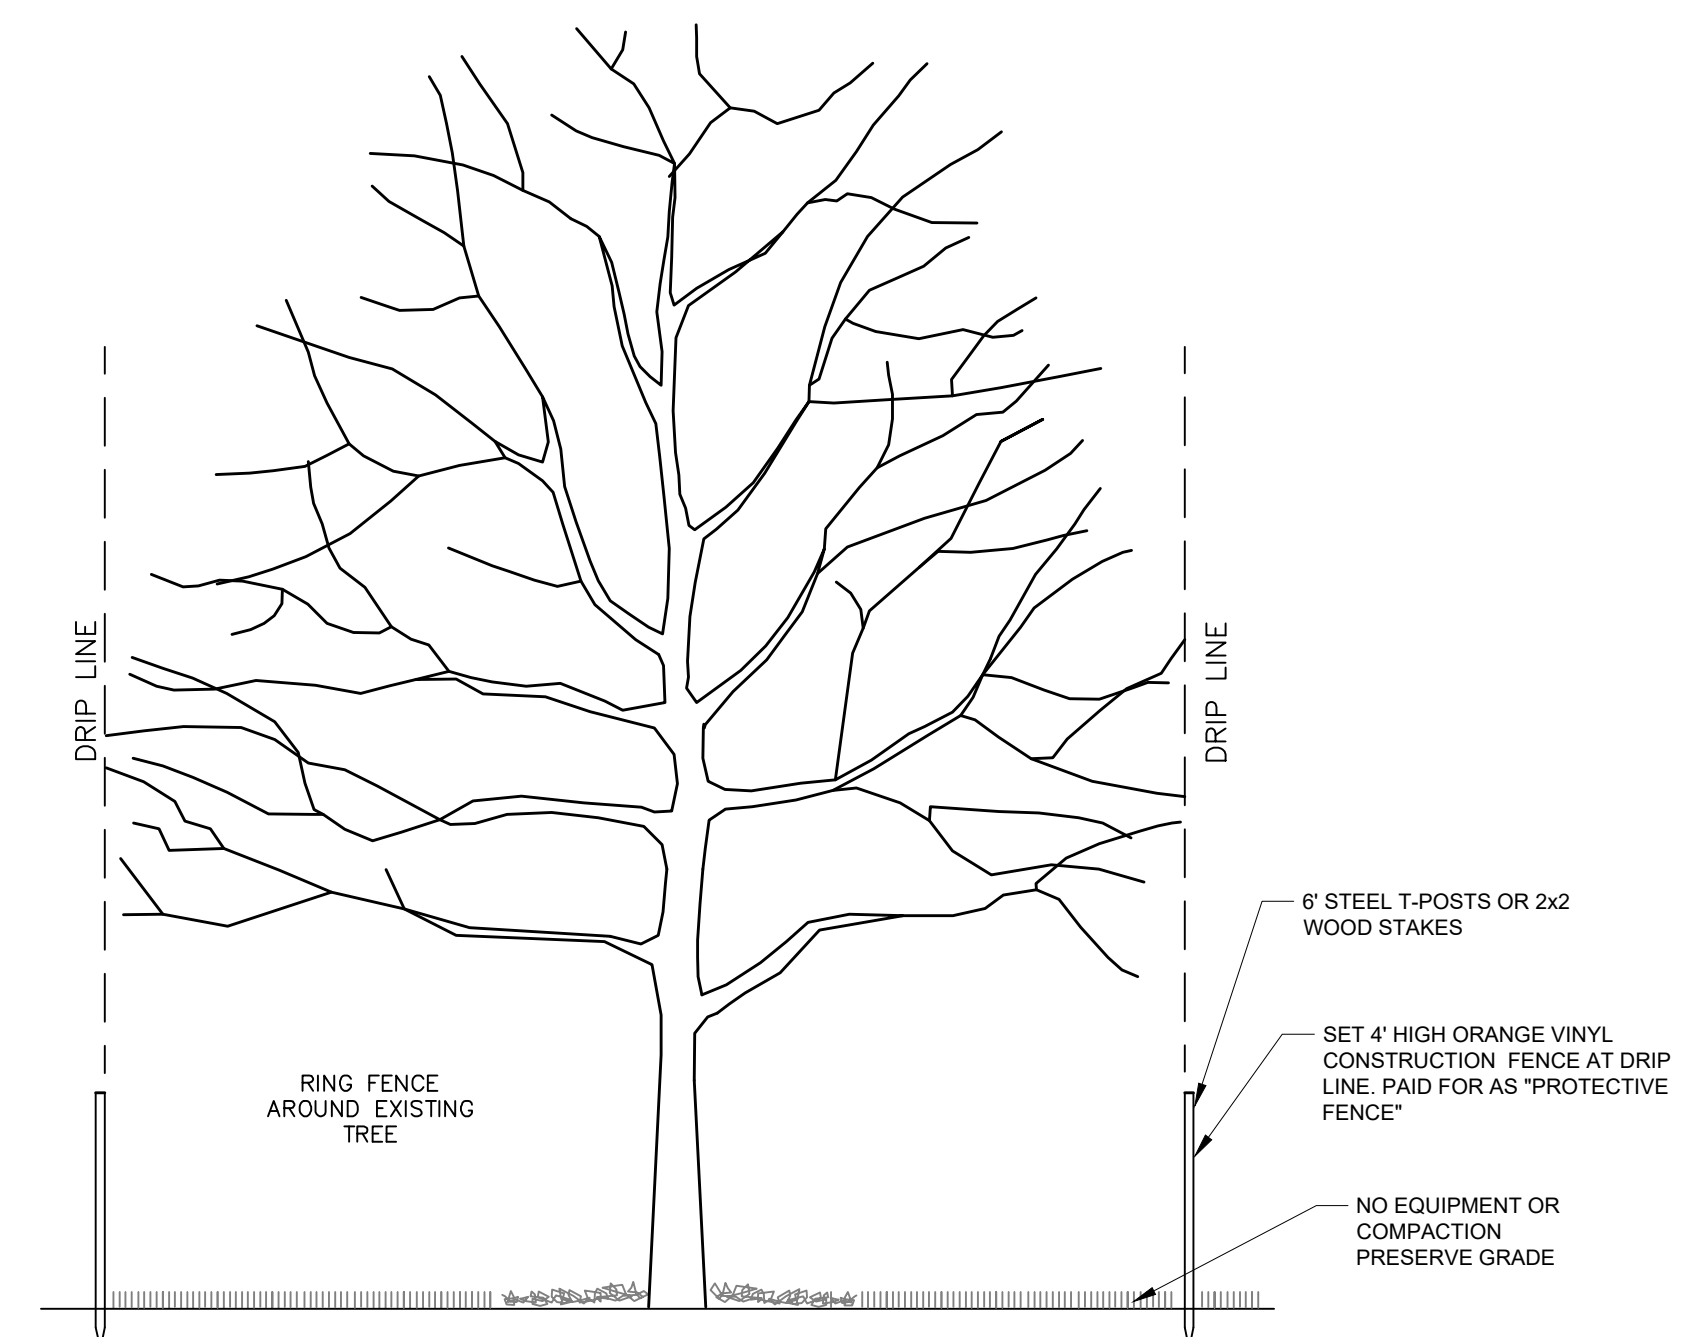 DRIP LINE
DRIP LINE
6' STEEL T-POSTS OR 2x2
WOOD STAKES
SET 4' HIGH ORANGE VINYL
CONSTRUCTION FENCE AT DRIP
LINE. PAID FOR AS "PROTECTIVE
FENCE"
RING FENCE
AROUND EXISTING
TREE
NO EQUIPMENT OR
COMPACTION
PRESERVE GRADE